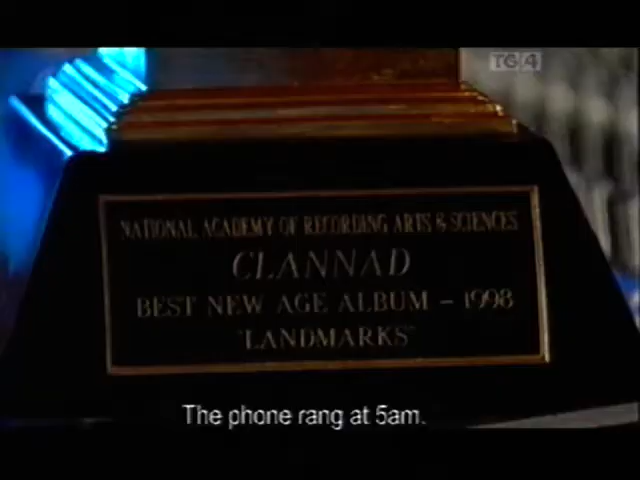 TG4
NATIONAL ACADEMY OF RECORDING ARTS & SCIENCES
CLANNAD
BEST NEW AGE ALBUM - 1998
"LANDMARKS"
The phone rang at 5am.